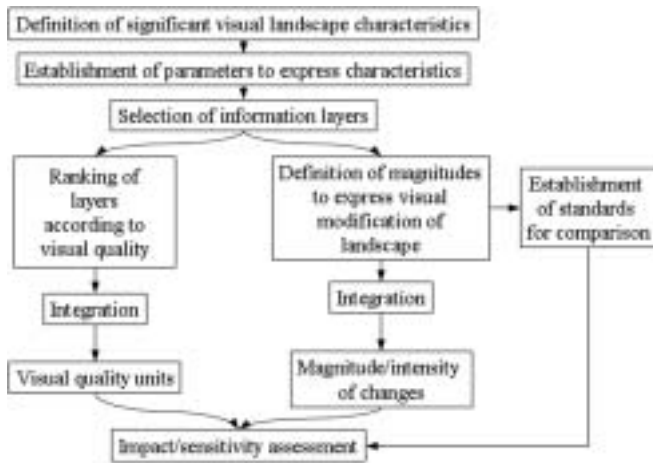 Definition of significant visual landscape characteristics
Establishment of parameters to express characteristics
Selection of information layers
Ranking of
layers
according to
visual quality
Definition of magnitudes
to express visual
modification of
landscape
Establishment
of standards
for comparison
Integration
Integration
Visual quality units
Magnitude/intensity
of changes
Impact/sensitivity assessment